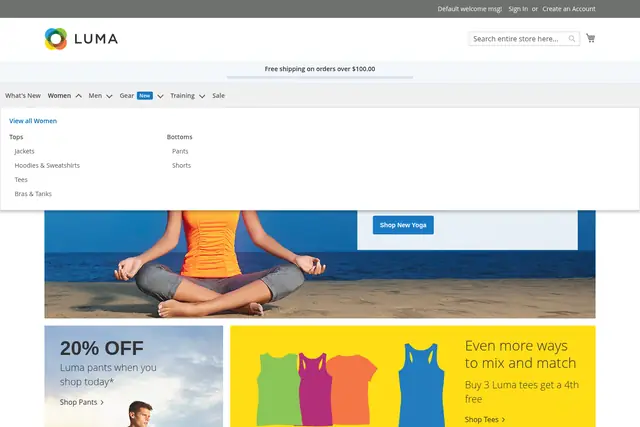 Default welcome msg! Sign In or Create an Account
LUMA
Search entire store here...
Free shipping on orders over $100.00
What's New Women Men Gear New Training Sale
View all Women
Tops
Jackets
Hoodies & Sweatshirts
Tees
Bras & Tanks
Bottoms
Pants
Shorts
Shop New Yoga
20% OFF
Luma pants when you
shop today*
Shop Pants
Even more ways
to mix and match
Buy 3 Luma tees get a 4th
free
Shop Tees